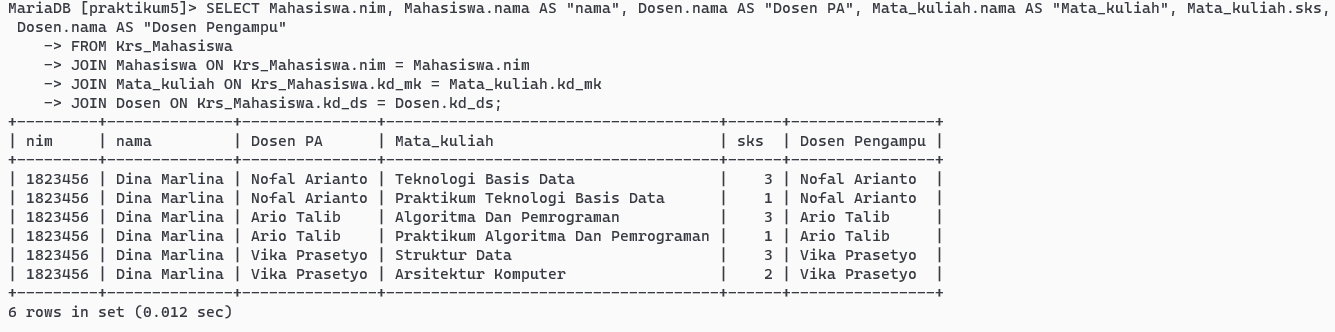 MariaDB [praktikum5]> SELECT Mahasiswa.nim, Mahasiswa.nama AS "nama", Dosen.nama AS "Dosen PA", Mata_kuliah.nama AS "Mata_kuliah", Mata_kuliah.sks,
 Dosen.nama AS "Dosen Pengampu"
    -> FROM Krs_Mahasiswa
    -> JOIN Mahasiswa ON Krs_Mahasiswa.nim = Mahasiswa.nim
    -> JOIN Mata_kuliah ON Krs_Mahasiswa.kd_mk = Mata_kuliah.kd_mk
    -> JOIN Dosen ON Krs_Mahasiswa.kd_ds = Dosen.kd_ds;
+---------+--------------+---------------+-------------------------------------+------+----------------+
| nim     | nama         | Dosen PA      | Mata_kuliah                         | sks  | Dosen Pengampu |
+---------+--------------+---------------+-------------------------------------+------+----------------+
| 1823456 | Dina Marlina | Nofal Arianto | Teknologi Basis Data                |    3 | Nofal Arianto  |
| 1823456 | Dina Marlina | Nofal Arianto | Praktikum Teknologi Basis Data      |    1 | Nofal Arianto  |
| 1823456 | Dina Marlina | Ario Talib    | Algoritma Dan Pemrograman           |    3 | Ario Talib     |
| 1823456 | Dina Marlina | Ario Talib    | Praktikum Algoritma Dan Pemrograman |    1 | Ario Talib     |
| 1823456 | Dina Marlina | Vika Prasetyo | Struktur Data                       |    3 | Vika Prasetyo  |
| 1823456 | Dina Marlina | Vika Prasetyo | Arsitektur Komputer                 |    2 | Vika Prasetyo  |
+---------+--------------+---------------+-------------------------------------+------+----------------+
6 rows in set (0.012 sec)